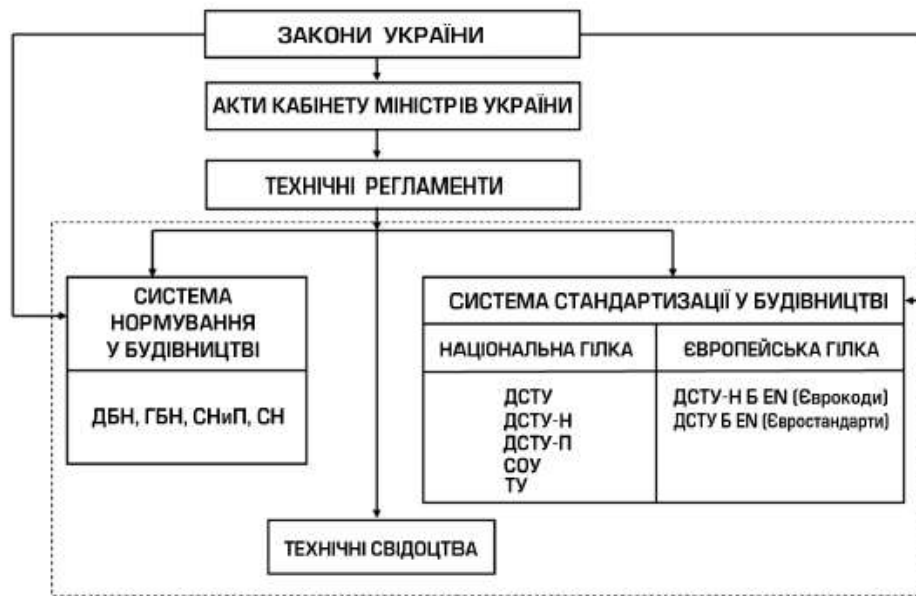 ЗАКОНИ УКРАЇНИ
АКТИ КАБІНЕТУ МІНІСТРІВ УКРАЇНИ
ТЕХНІЧНІ РЕГЛАМЕНТИ
СИСТЕМА
НОРМУВАННЯ
У БУДІВНИЦТВІ
ДБН, ГБН, СНиП, СН
СИСТЕМА СТАНДАРТИЗАЦІЇ У БУДІВНИЦТВІ
НАЦІОНАЛЬНА ГІЛКА
ДСТУ
ДСТУ-Н
ДСТУ-П
СОУ
ТУ
ЄВРОПЕЙСЬКА ГІЛКА
ДСТУ-Н Б EN (Єврокоди)
ДСТУ Б EN (Євростандарти)
ТЕХНІЧНІ СВІДОЦТВА